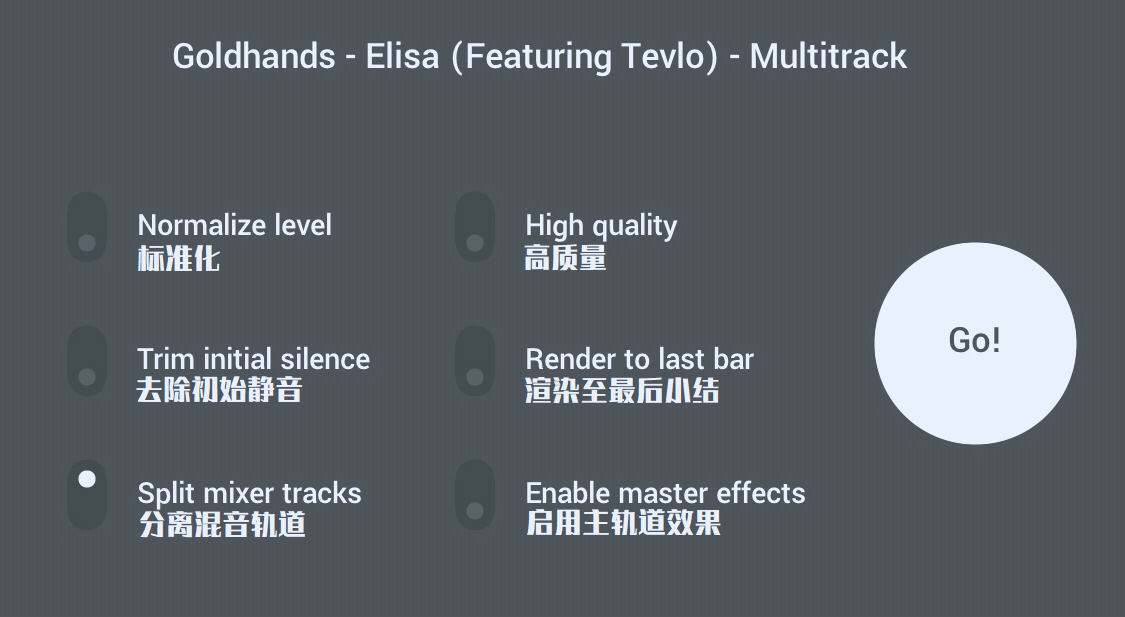 Goldhands - Elisa (Featuring Tevlo) - Multitrack
Normalize level
标准化
High quality
高质量
Trim initial silence
去除初始静音
Render to last bar
渲染至最后小结
Split mixer tracks
分离混音轨道
Enable master effects
启用主轨道效果
Go!